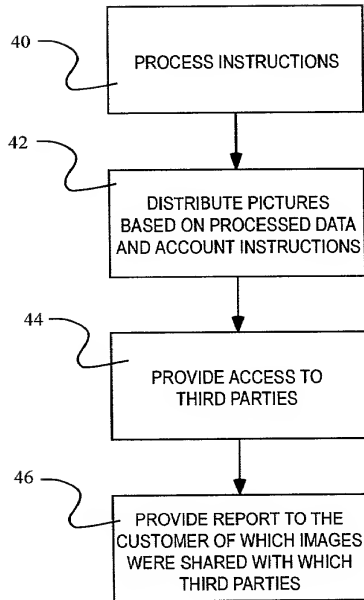 40
PROCESS INSTRUCTIONS
42
DISTRIBUTE PICTURES
BASED ON PROCESSED DATA
AND ACCOUNT INSTRUCTIONS
44
PROVIDE ACCESS TO
THIRD PARTIES
46
PROVIDE REPORT TO THE
CUSTOMER OF WHICH IMAGES
WERE SHARED WITH WHICH
THIRD PARTIES